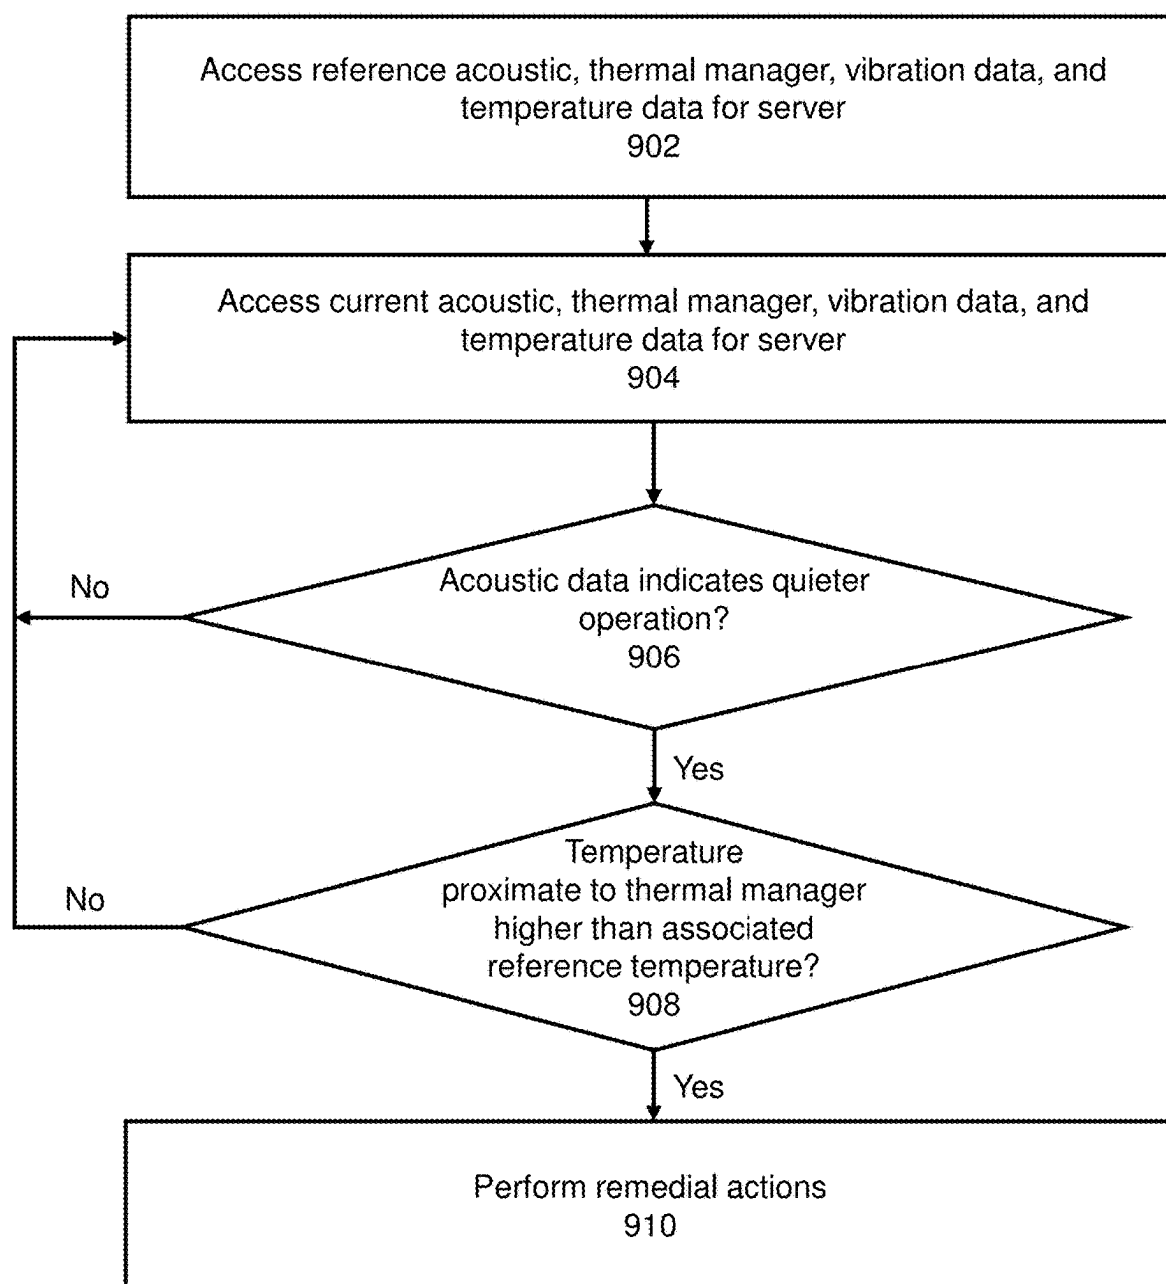 Access reference acoustic, thermal manager, vibration data, and
temperature data for server
902
Access current acoustic, thermal manager, vibration data, and
temperature data for server
904
No
Acoustic data indicates quieter
operation?
906
Yes
No
Temperature
proximate to thermal manager
higher than associated
reference temperature?
908
Yes
Perform remedial actions
910